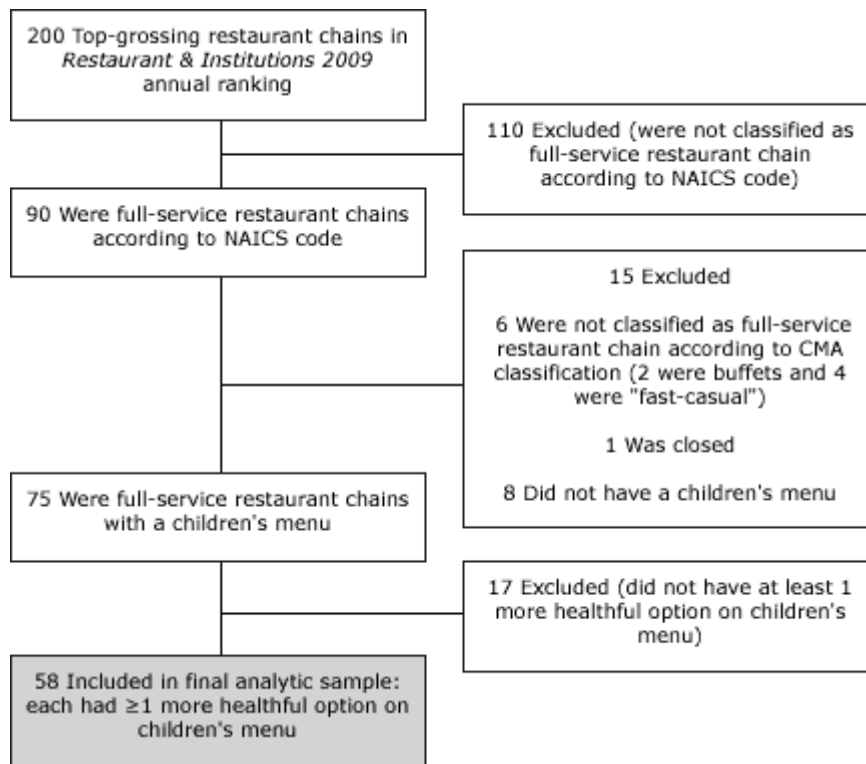 200 Top-grossing restaurant chains in
Restaurant & Institutions 2009
annual ranking
110 Excluded (were not classified as
full-service restaurant chain
according to NAICS code)
90 Were full-service restaurant chains
according to NAICS code
15 Excluded
6 Were not classified as full-service
restaurant chain according to CMA
classification (2 were buffets and 4
were "fast-casual")
1 Was closed
8 Did not have a children's menu
75 Were full-service restaurant chains
with a children's menu
17 Excluded (did not have at least 1
more healthful option on children's
menu)
58 Included in final analytic sample:
each had ≥1 more healthful option on
children's menu